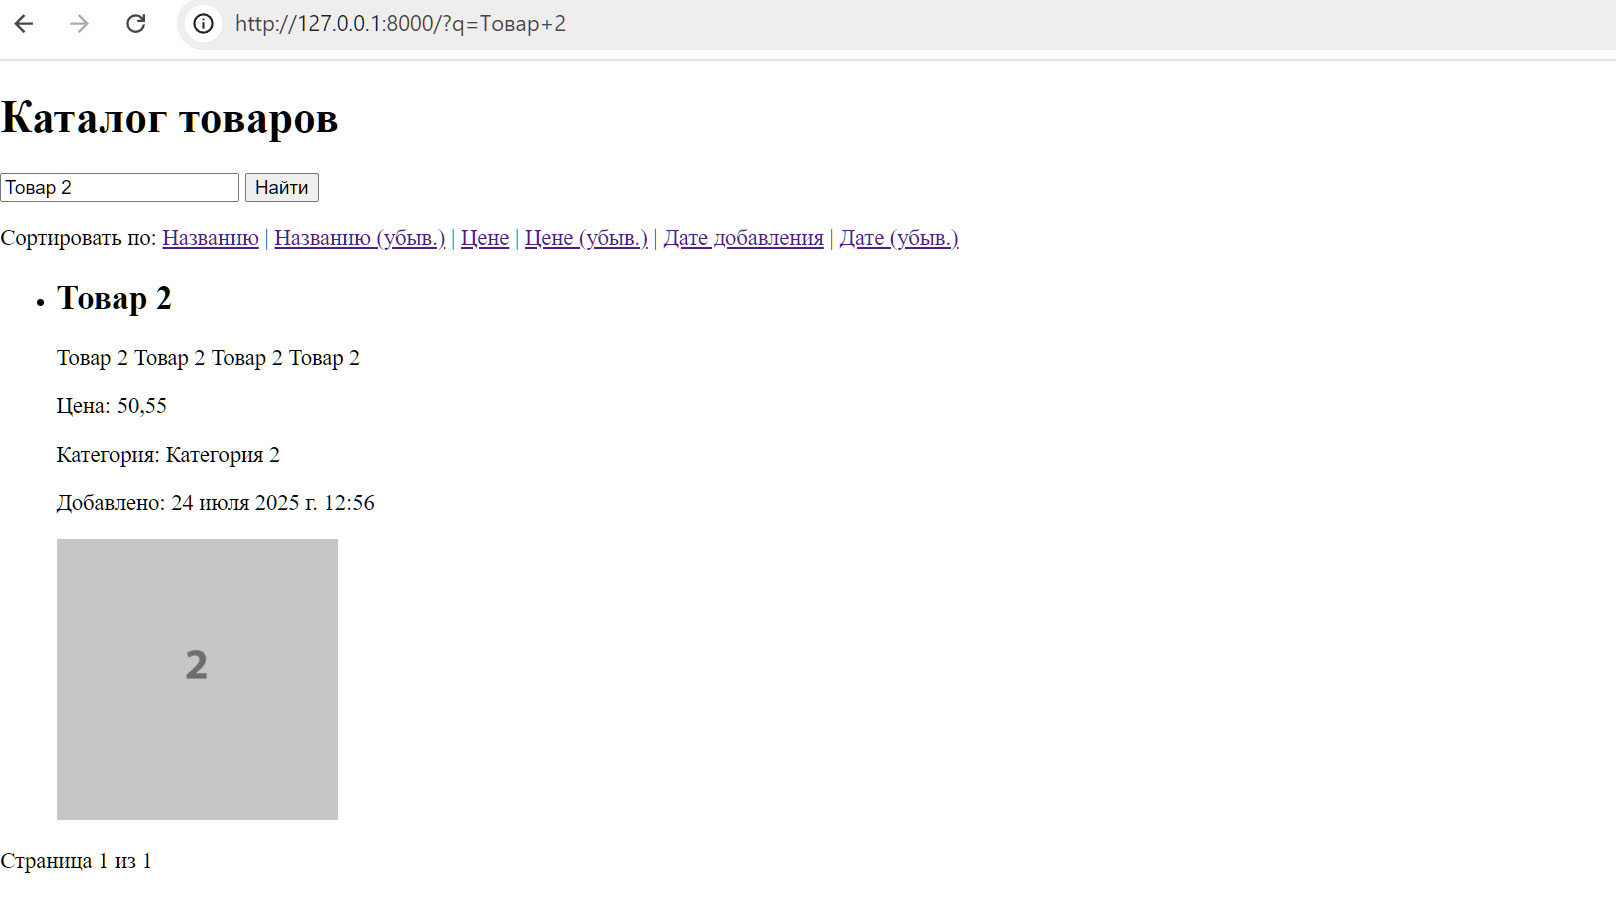 http://127.0.0.1:8000/?q=Товар+2
Каталог товаров
Товар 2 Найти
Сортировать по: Названию | Названию (убыв.) | Цене | Цене (убыв.) | Дате добавления | Дате (убыв.)
Товар 2
Товар 2 Товар 2 Товар 2 Товар 2
Цена: 50,55
Категория: Категория 2
Добавлено: 24 июля 2025 г. 12:56
2
Страница 1 из 1